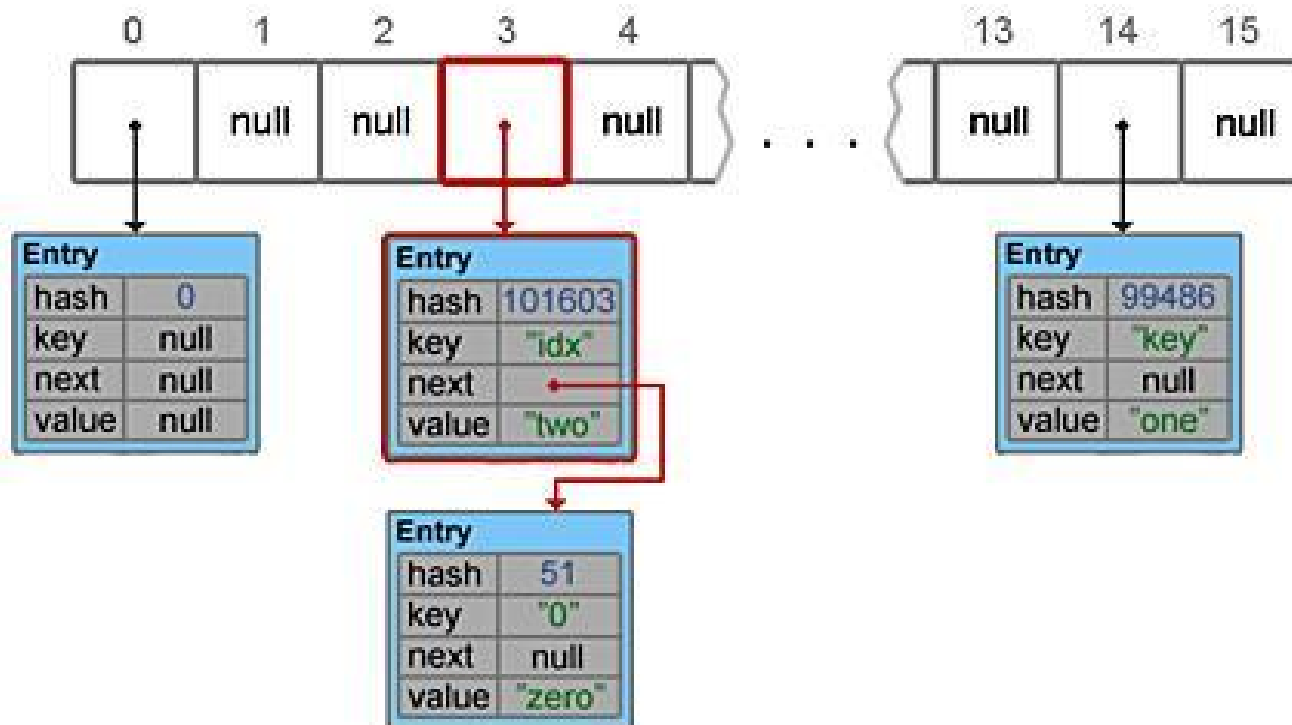 0 1 2 3 4 13 14 15
null null null . . . null null
Entry
hash 0
key null
next null
value null
Entry
hash 101603
key "idx"
next
value "two"
Entry
hash 99486
key "key"
next null
value "one"
Entry
hash 51
key "0"
next null
value "zero"